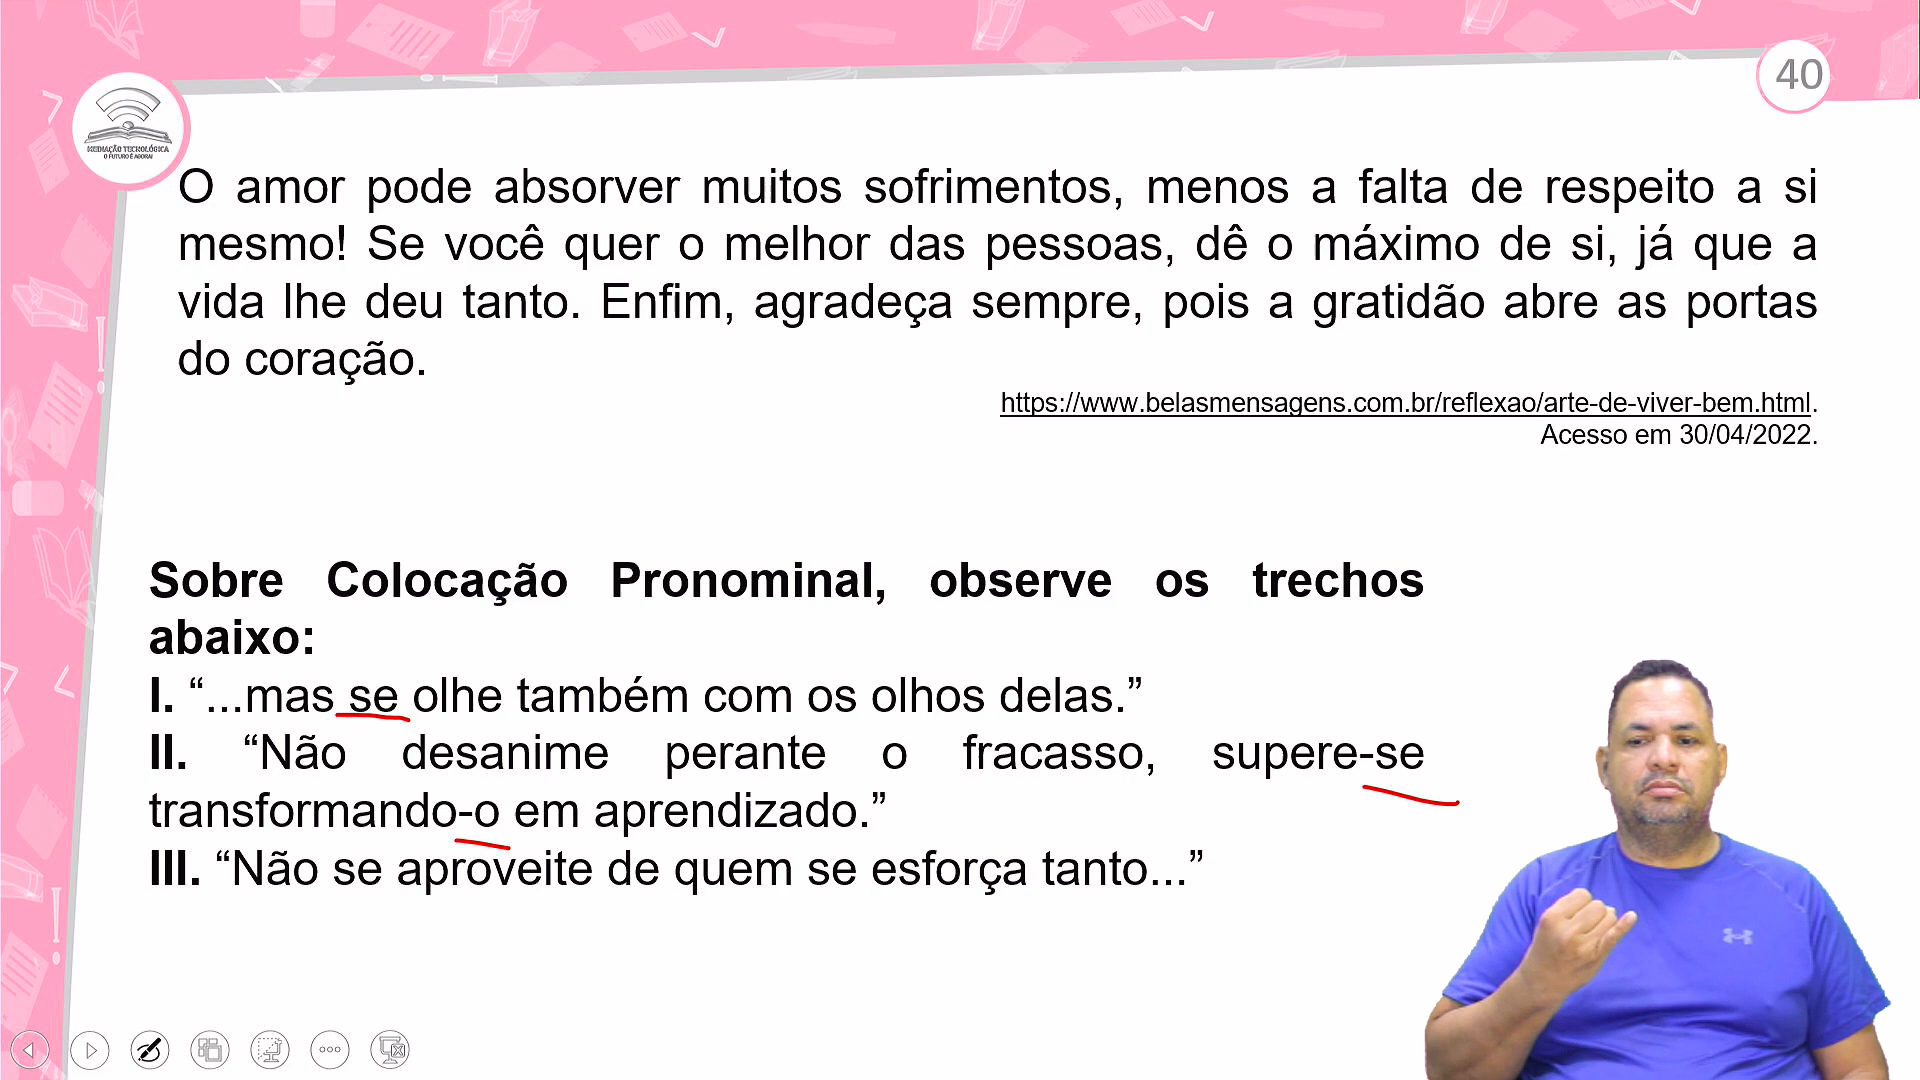 40
MEDIAÇÃO TECNOLÓGICA
O FUTURO É AGORA!
O amor pode absorver muitos sofrimentos, menos a falta de respeito a si
mesmo! Se você quer o melhor das pessoas, dê o máximo de si, já que a
vida lhe deu tanto. Enfim, agradeça sempre, pois a gratidão abre as portas
do coração.
https://www.belasmensagens.com.br/reflexao/arte-de-viver-bem.html.
Acesso em 30/04/2022.
Sobre Colocação Pronominal, observe os trechos
abaixo:
I. “...mas se olhe também com os olhos delas.”
II. “Não desanime perante o fracasso, supere-se
transformando-o em aprendizado.”
III. “Não se aproveite de quem se esforça tanto...”